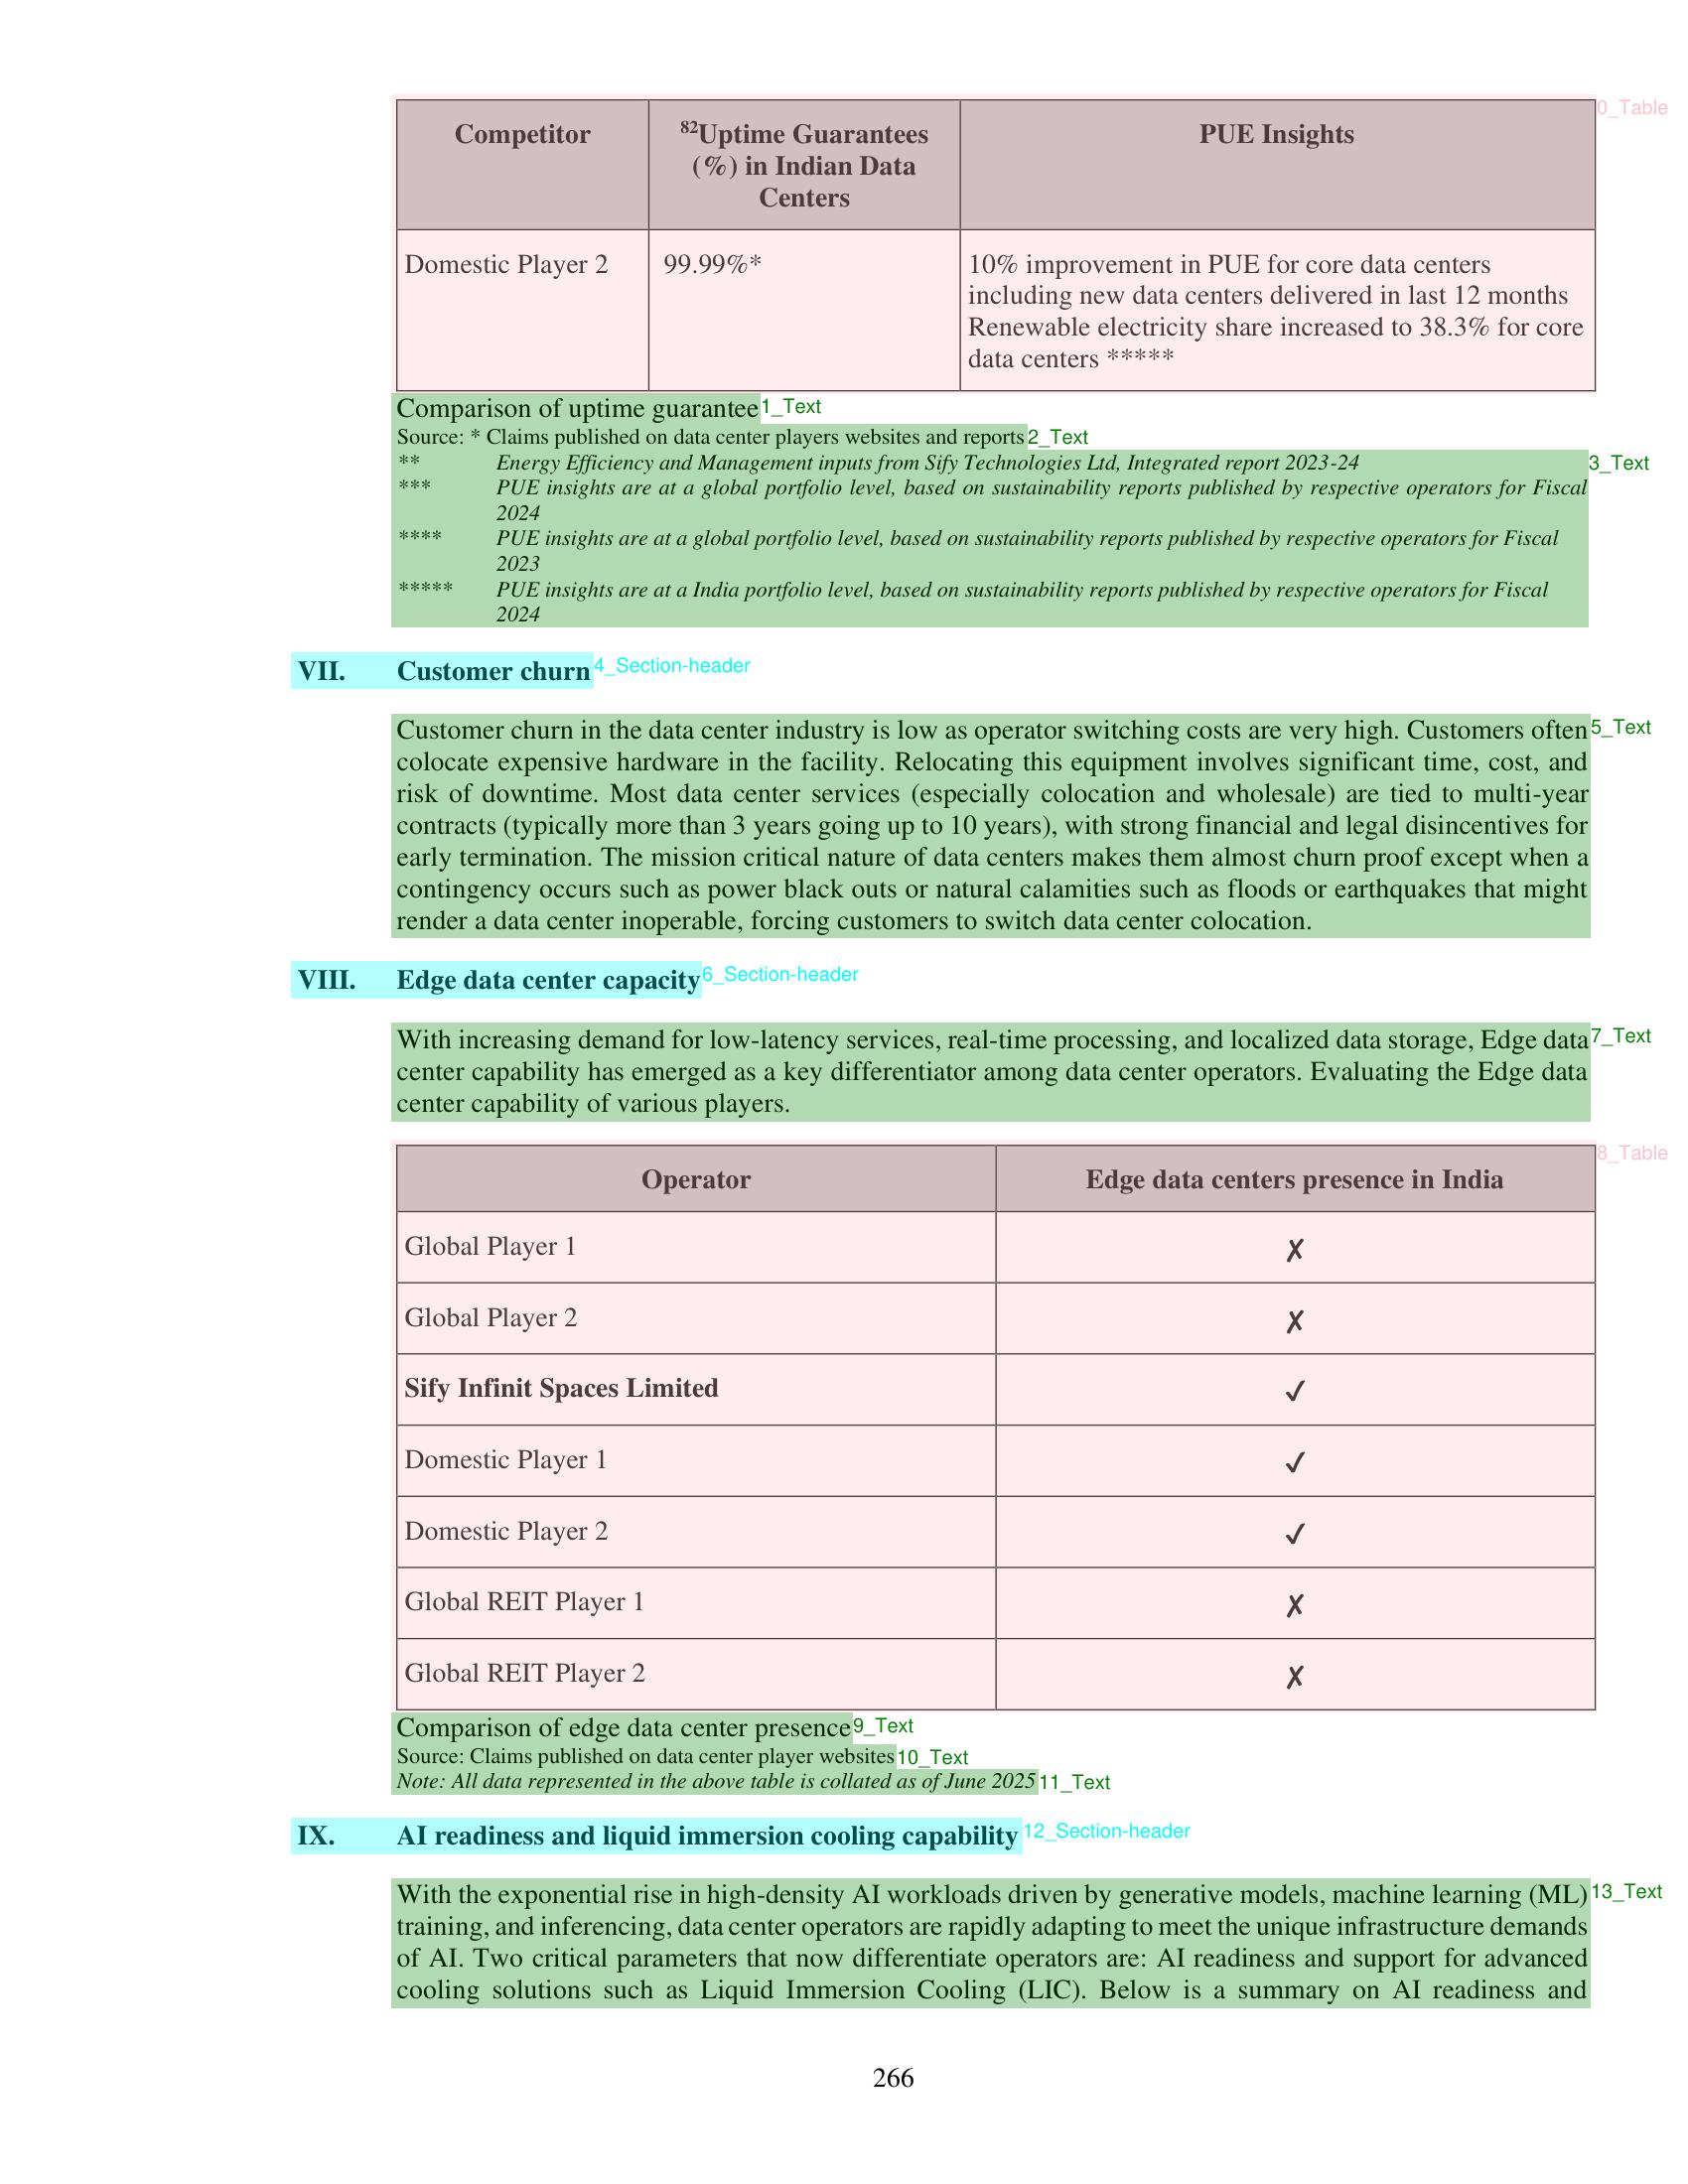 Competitor
82Uptime Guarantees
(%) in Indian Data
Centers
PUE Insights
0_Table
Domestic Player 2
99.99%*
10% improvement in PUE for core data centers
including new data centers delivered in last 12 months
Renewable electricity share increased to 38.3% for core
data centers *****
Comparison of uptime guarantee 1_Text
Source: * Claims published on data center players websites and reports 2_Text
** Energy Efficiency and Management inputs from Sify Technologies Ltd, Integrated report 2023-24 3_Text
*** PUE insights are at a global portfolio level, based on sustainability reports published by respective operators for Fiscal
2024
**** PUE insights are at a global portfolio level, based on sustainability reports published by respective operators for Fiscal
2023
***** PUE insights are at a India portfolio level, based on sustainability reports published by respective operators for Fiscal
2024
VII. Customer churn 4_Section-header
Customer churn in the data center industry is low as operator switching costs are very high. Customers often 5_Text
colocate expensive hardware in the facility. Relocating this equipment involves significant time, cost, and
risk of downtime. Most data center services (especially colocation and wholesale) are tied to multi-year
contracts (typically more than 3 years going up to 10 years), with strong financial and legal disincentives for
early termination. The mission critical nature of data centers makes them almost churn proof except when a
contingency occurs such as power black outs or natural calamities such as floods or earthquakes that might
render a data center inoperable, forcing customers to switch data center colocation.
VIII. Edge data center capacity 6_Section-header
With increasing demand for low-latency services, real-time processing, and localized data storage, Edge data 7_Text
center capability has emerged as a key differentiator among data center operators. Evaluating the Edge data
center capability of various players.
Operator Edge data centers presence in India 8_Table
Global Player 1 ✗
Global Player 2 ✗
Sify Infinit Spaces Limited ✓
Domestic Player 1 ✓
Domestic Player 2 ✓
Global REIT Player 1 ✗
Global REIT Player 2 ✗
Comparison of edge data center presence 9_Text
Source: Claims published on data center player websites 10_Text
Note: All data represented in the above table is collated as of June 2025 11_Text
IX. AI readiness and liquid immersion cooling capability 12_Section-header
With the exponential rise in high-density AI workloads driven by generative models, machine learning (ML) 13_Text
training, and inferencing, data center operators are rapidly adapting to meet the unique infrastructure demands
of AI. Two critical parameters that now differentiate operators are: AI readiness and support for advanced
cooling solutions such as Liquid Immersion Cooling (LIC). Below is a summary on AI readiness and
266